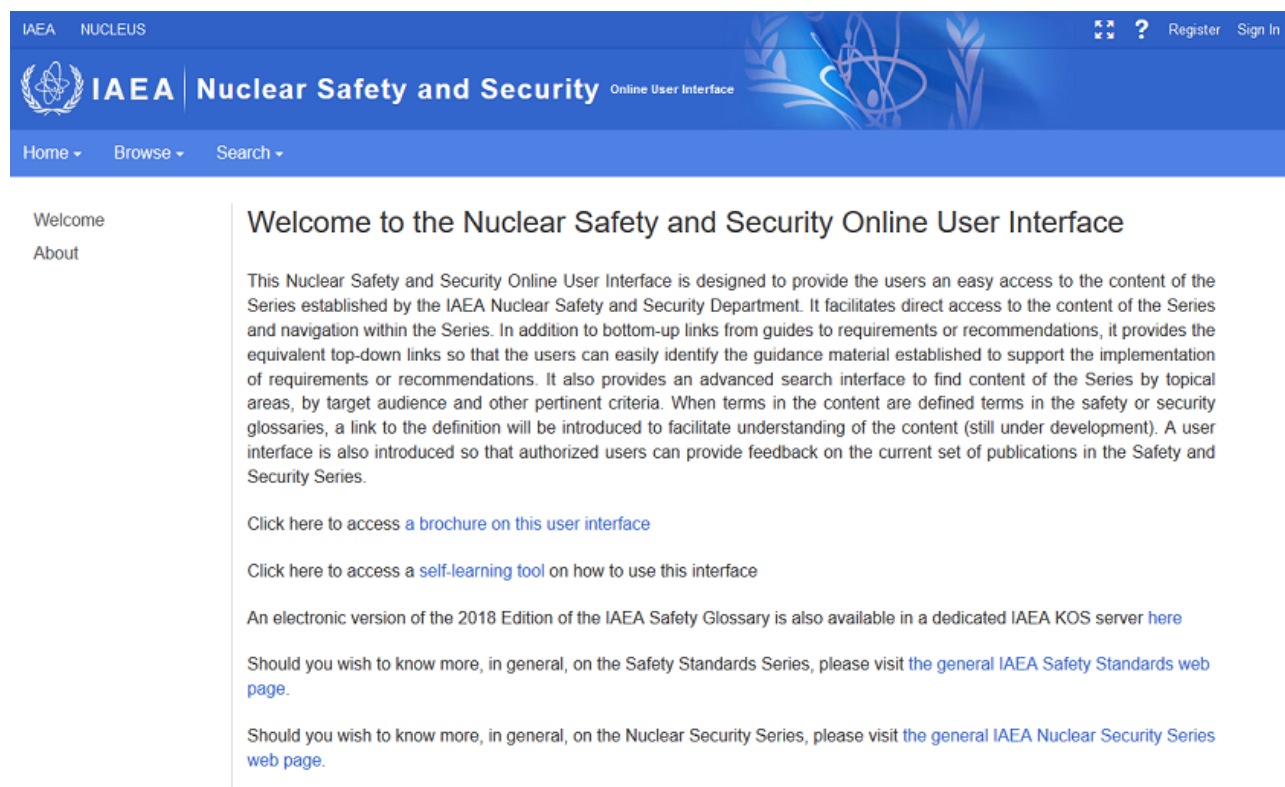 IAEA NUCLEUS
? Register Sign In
IAEA Nuclear Safety and Security Online User Interface
Home Browse Search
Welcome
About
Welcome to the Nuclear Safety and Security Online User Interface
This Nuclear Safety and Security Online User Interface is designed to provide the users an easy access to the content of the
Series established by the IAEA Nuclear Safety and Security Department. It facilitates direct access to the content of the Series
and navigation within the Series. In addition to bottom-up links from guides to requirements or recommendations, it provides the
equivalent top-down links so that the users can easily identify the guidance material established to support the implementation
of requirements or recommendations. It also provides an advanced search interface to find content of the Series by topical
areas, by target audience and other pertinent criteria. When terms in the content are defined terms in the safety or security
glossaries, a link to the definition will be introduced to facilitate understanding of the content (still under development). A user
interface is also introduced so that authorized users can provide feedback on the current set of publications in the Safety and
Security Series.
Click here to access a brochure on this user interface
Click here to access a self-learning tool on how to use this interface
An electronic version of the 2018 Edition of the IAEA Safety Glossary is also available in a dedicated IAEA KOS server here
Should you wish to know more, in general, on the Safety Standards Series, please visit the general IAEA Safety Standards web
page.
Should you wish to know more, in general, on the Nuclear Security Series, please visit the general IAEA Nuclear Security Series
web page.